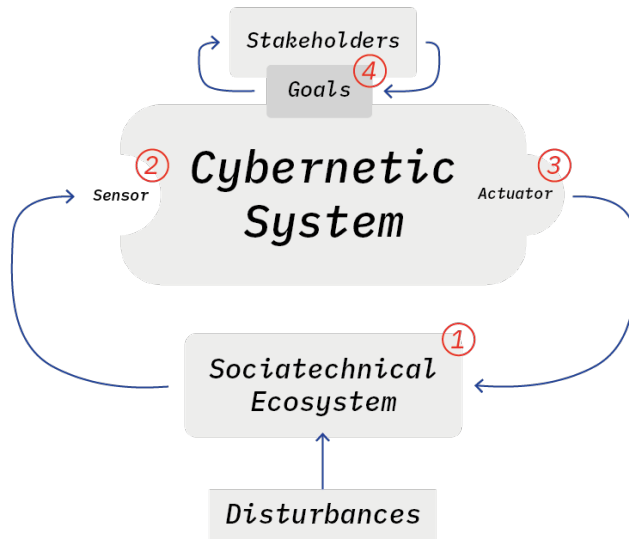 Stakeholders
4
Goals
2
Cybernetic
System
3
Sensor
Actuator
1
Sociatechnical
Ecosystem
Disturbances